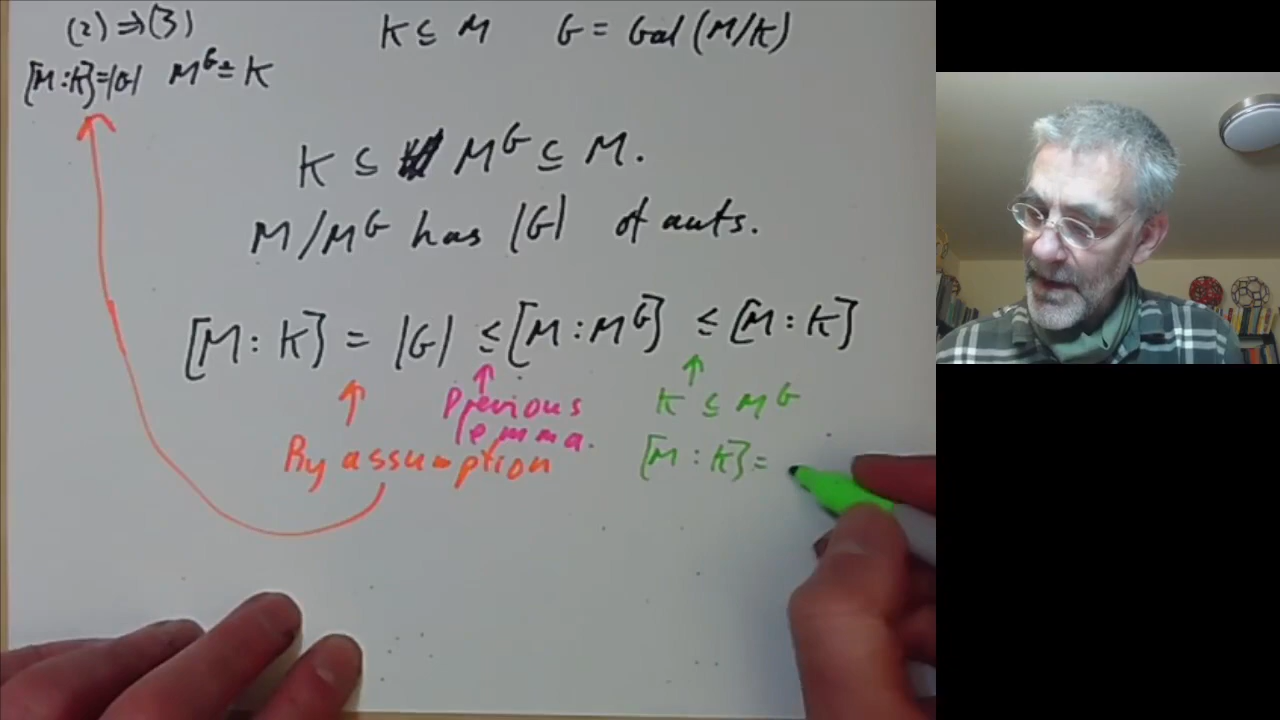 (2) ⇒ (3)
K ⊆ M   G = Gal (M/K)
[M : K] = |G|   M^G = K
K ⊆ M^G ⊆ M.
M/M^G has |G| of auts.
[M : K] = |G| ≤ [M : M^G] ≤ [M : K]
↑ ↑ ↑
By assumption
Previous lemma.
K ⊆ M^G
[M : K] =